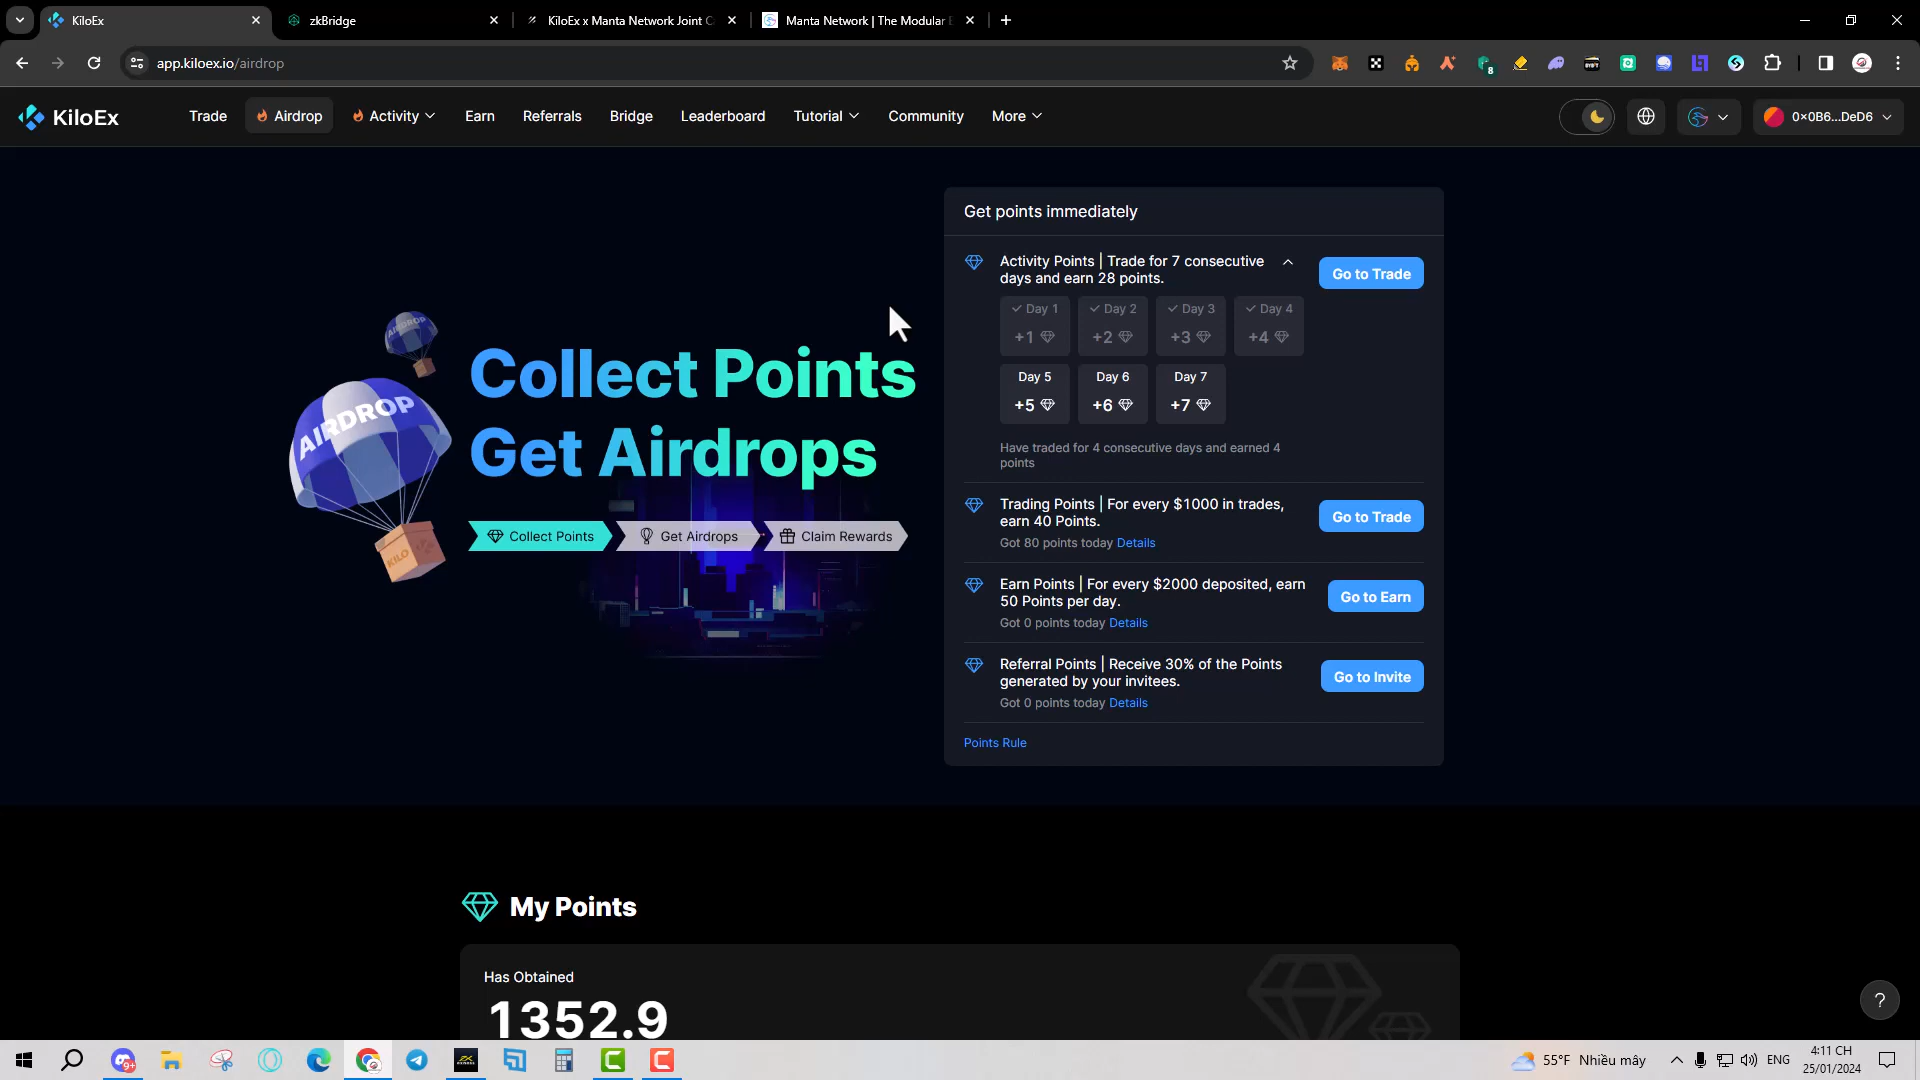 KiloEx
zkBridge
KiloEx x Manta Network Joint C
Manta Network | The Modular E
app.kiloex.io/airdrop
8
KiloEx
Trade
Airdrop
Activity
Earn
Referrals
Bridge
Leaderboard
Tutorial
Community
More
0×0B6...DeD6
Get points immediately
Activity Points | Trade for 7 consecutive
days and earn 28 points.
Go to Trade
Day 1
Day 2
Day 3
Day 4
+1
+2
+3
+4
Day 5
Day 6
Day 7
+5
+6
+7
Have traded for 4 consecutive days and earned 4
points
Trading Points | For every $1000 in trades,
earn 40 Points.
Got 80 points today Details
Go to Trade
Earn Points | For every $2000 deposited, earn
50 Points per day.
Got 0 points today Details
Go to Earn
Referral Points | Receive 30% of the Points
generated by your invitees.
Got 0 points today Details
Go to Invite
Points Rule
AIRDROP
AIRDROP
KILO
Collect Points
Get Airdrops
Collect Points
Get Airdrops
Claim Rewards
My Points
Has Obtained
1352.9
?
9+
55°F Nhiều mây
ENG
4:11 CH
25/01/2024